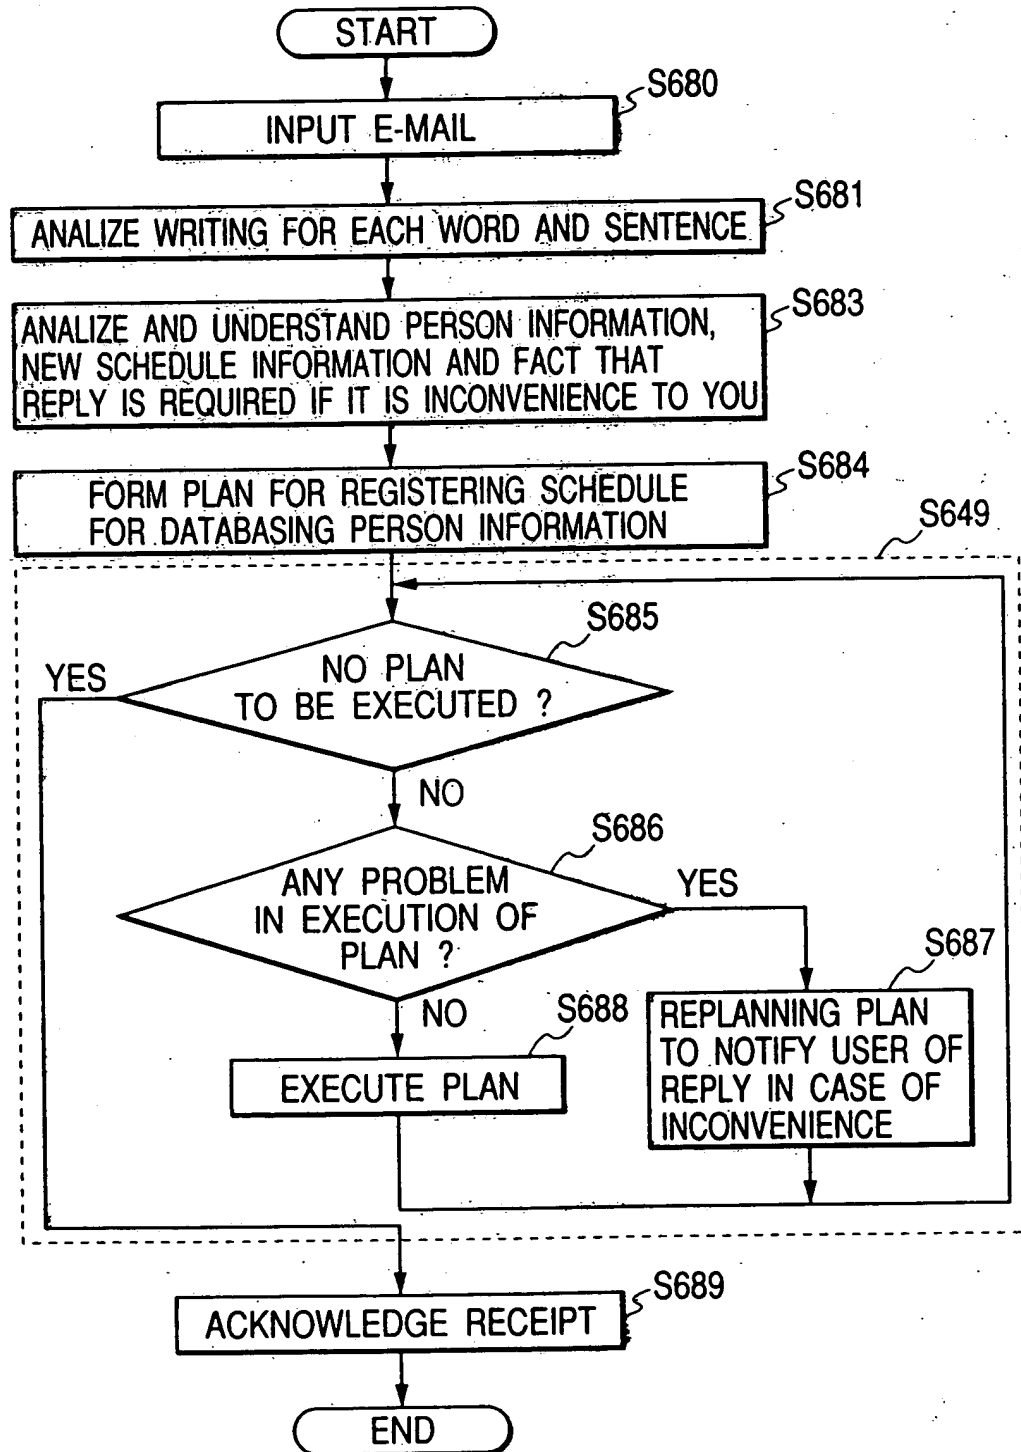 START
S680
INPUT E-MAIL
S681
ANALIZE WRITING FOR EACH WORD AND SENTENCE
S683
ANALIZE AND UNDERSTAND PERSON INFORMATION,
NEW SCHEDULE INFORMATION AND FACT THAT
REPLY IS REQUIRED IF IT IS INCONVENIENCE TO YOU
S684
FORM PLAN FOR REGISTERING SCHEDULE
FOR DATABASING PERSON INFORMATION
S649
S685
YES
NO PLAN
TO BE EXECUTED ?
NO
S686
ANY PROBLEM
IN EXECUTION OF
PLAN ?
YES
S687
NO
S688
REPLANNING PLAN
TO NOTIFY USER OF
REPLY IN CASE OF
INCONVENIENCE
EXECUTE PLAN
S689
ACKNOWLEDGE RECEIPT
END